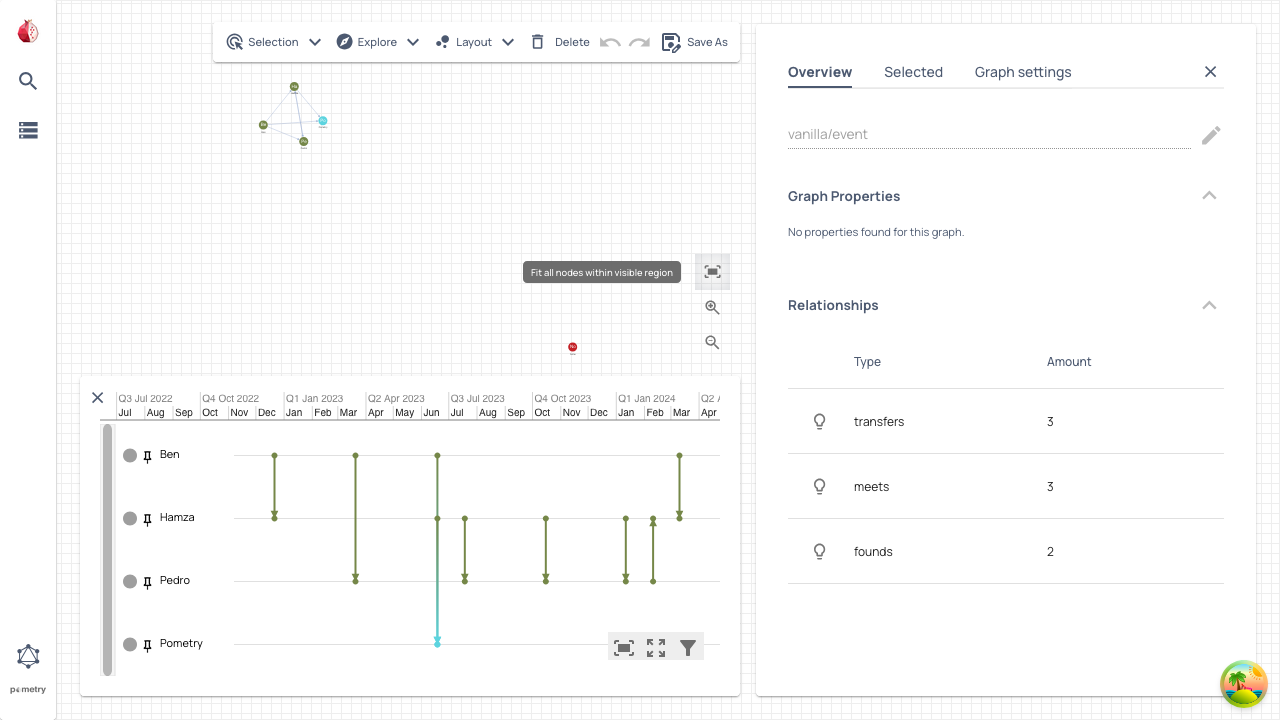 Selection
Explore
Layout
Delete
Save As
Overview
Selected
Graph settings
vanilla/event
Graph Properties
No properties found for this graph.
Fit all nodes within visible region
Relationships
Type
Amount
transfers
3
meets
3
founds
2
Q3 Jul 2022
Q4 Oct 2022
Q1 Jan 2023
Q2 Apr 2023
Q3 Jul 2023
Q4 Oct 2023
Q1 Jan 2024
Jul Aug Sep Oct Nov Dec Jan Feb Mar Apr May Jun Jul Aug Sep Oct Nov Dec Jan Feb Mar Apr
Ben
Hamza
Pedro
Pometry
pometry